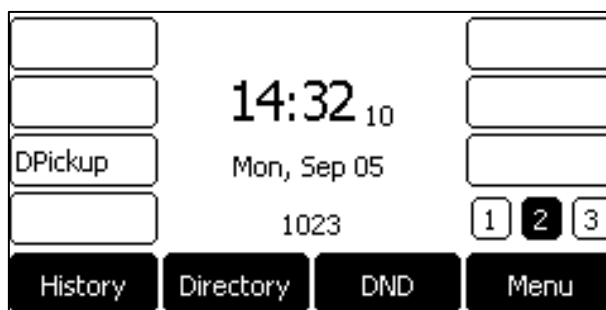 14:32 10
DPickup
Mon, Sep 05
1023
1 2 3
History Directory DND Menu